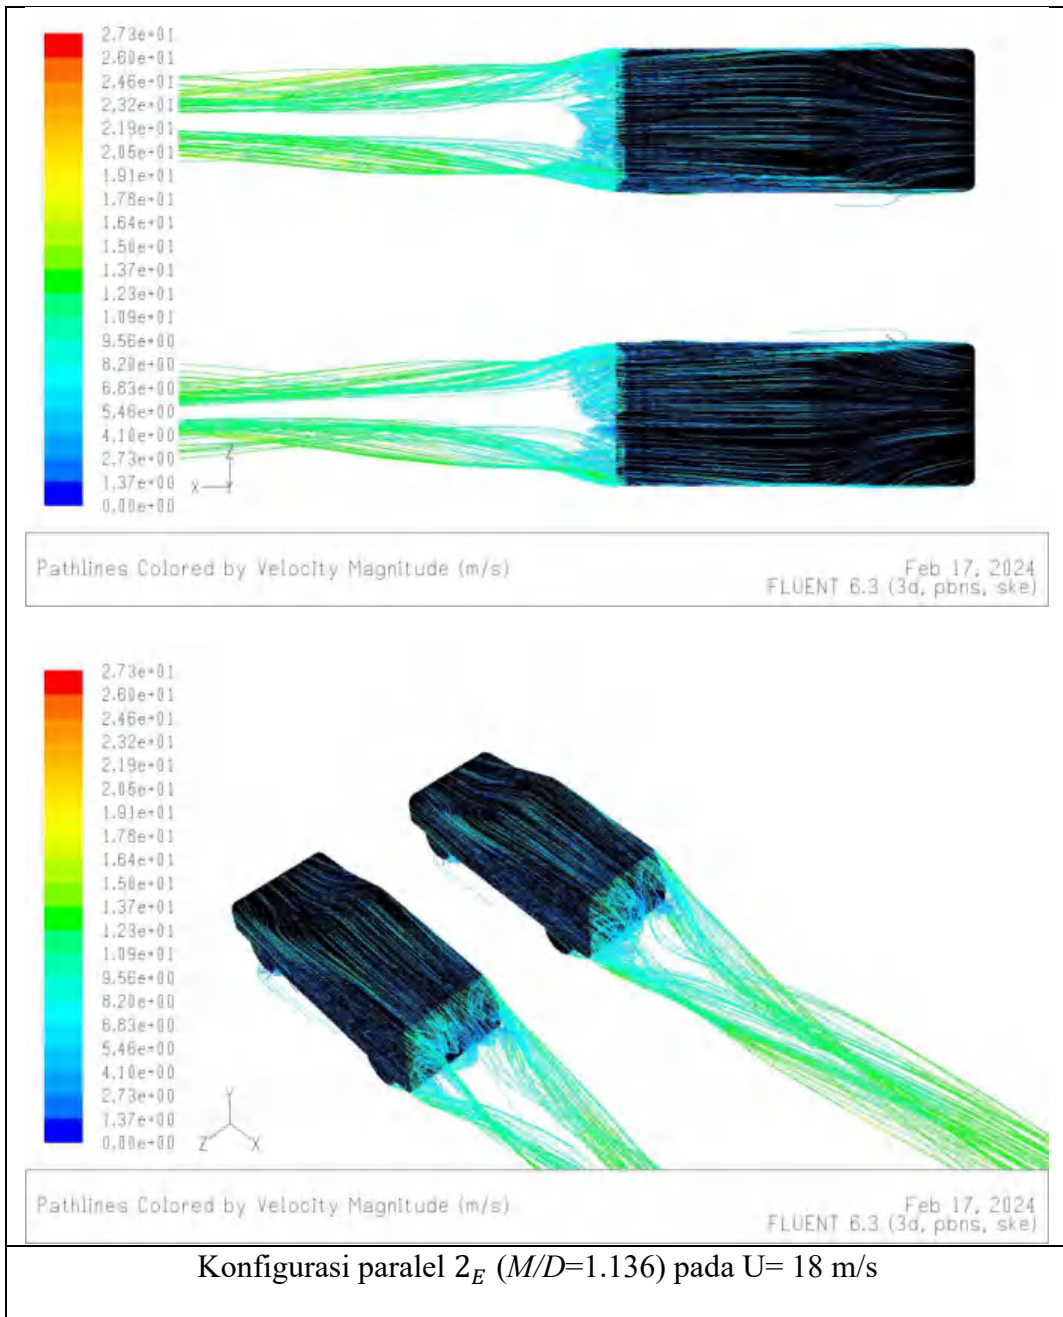 2.73e+01
2.60e+01
2.46e+01
2.32e+01
2.19e+01
2.05e+01
1.91e+01
1.78e+01
1.64e+01
1.50e+01
1.37e+01
1.23e+01
1.09e+01
9.56e+00
8.20e+00
6.83e+00
5.46e+00
4.10e+00
2.73e+00
1.37e+00
0.00e+00
Z
X
Y
Pathlines Colored by Velocity Magnitude (m/s)
Feb 17, 2024
FLUENT 6.3 (3d, pbns, ske)
2.73e+01
2.60e+01
2.46e+01
2.32e+01
2.19e+01
2.05e+01
1.91e+01
1.78e+01
1.64e+01
1.50e+01
1.37e+01
1.23e+01
1.09e+01
9.56e+00
8.20e+00
6.83e+00
5.46e+00
4.10e+00
2.73e+00
1.37e+00
0.00e+00
Y
Z X
Pathlines Colored by Velocity Magnitude (m/s)
Feb 17, 2024
FLUENT 6.3 (3d, pbns, ske)
Konfigurasi paralel 2_E (M/D=1.136) pada U= 18 m/s